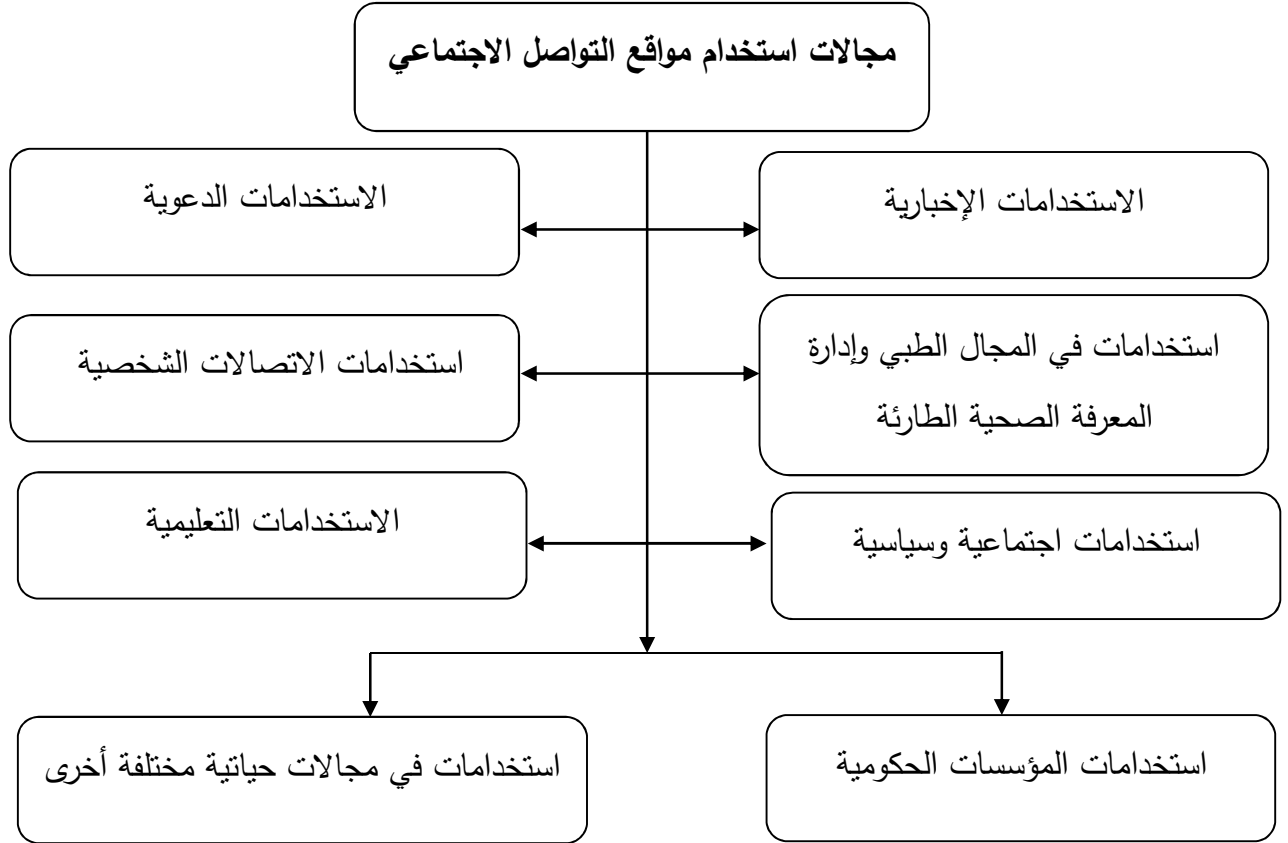 مجالات استخدام مواقع التواصل الاجتماعي
الاستخدامات الإخبارية
الاستخدامات الدعوية
استخدامات في المجال الطبي وإدارة
المعرفة الصحية الطارئة
استخدامات الاتصالات الشخصية
استخدامات اجتماعية وسياسية
الاستخدامات التعليمية
استخدامات المؤسسات الحكومية
استخدامات في مجالات حياتية مختلفة أخرى